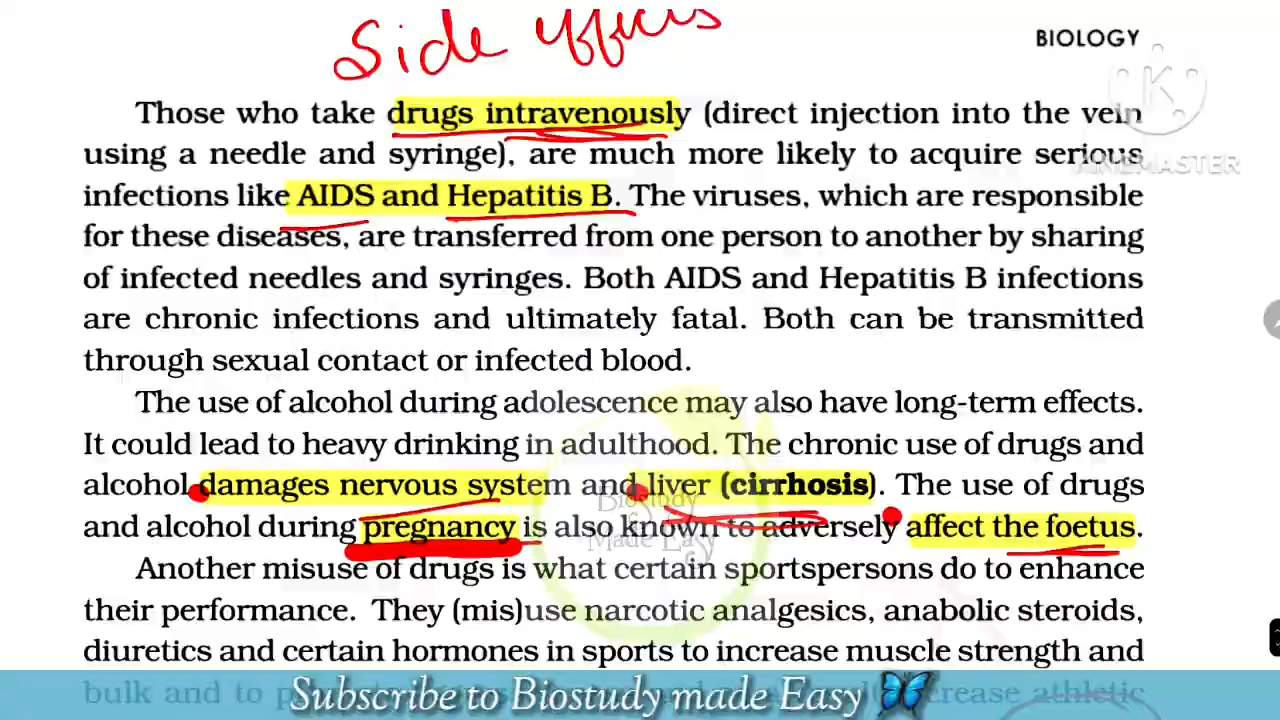 Side effects
BIOLOGY
Those who take drugs intravenously (direct injection into the vein
using a needle and syringe), are much more likely to acquire serious
infections like AIDS and Hepatitis B. The viruses, which are responsible
for these diseases, are transferred from one person to another by sharing
of infected needles and syringes. Both AIDS and Hepatitis B infections
are chronic infections and ultimately fatal. Both can be transmitted
through sexual contact or infected blood.
The use of alcohol during adolescence may also have long-term effects.
It could lead to heavy drinking in adulthood. The chronic use of drugs and
alcohol damages nervous system and liver (cirrhosis). The use of drugs
and alcohol during pregnancy is also known to adversely affect the foetus.
Another misuse of drugs is what certain sportspersons do to enhance
their performance. They (mis)use narcotic analgesics, anabolic steroids,
diuretics and certain hormones in sports to increase muscle strength and
bulk and to athletic
KINEMASTER
Biostudy
Made Easy
Subscribe to Biostudy made Easy